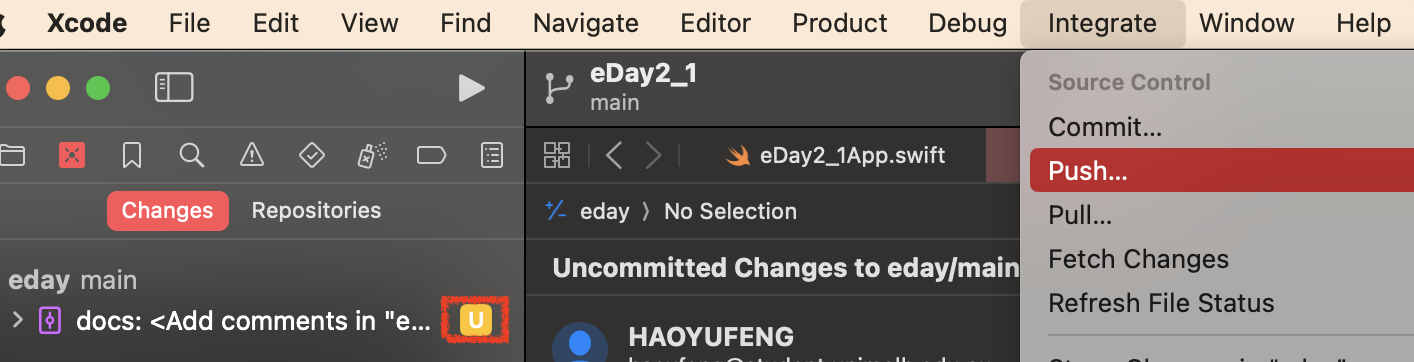 Xcode File Edit View Find Navigate Editor Product Debug Integrate Window Help
eDay2_1
main
Source Control
Commit...
Push...
Pull...
Fetch Changes
Refresh File Status
eDay2_1App.swift
Changes Repositories
eday No Selection
eday main
docs: <Add comments in "e... U
Uncommitted Changes to eday/main
HAOYUFENG